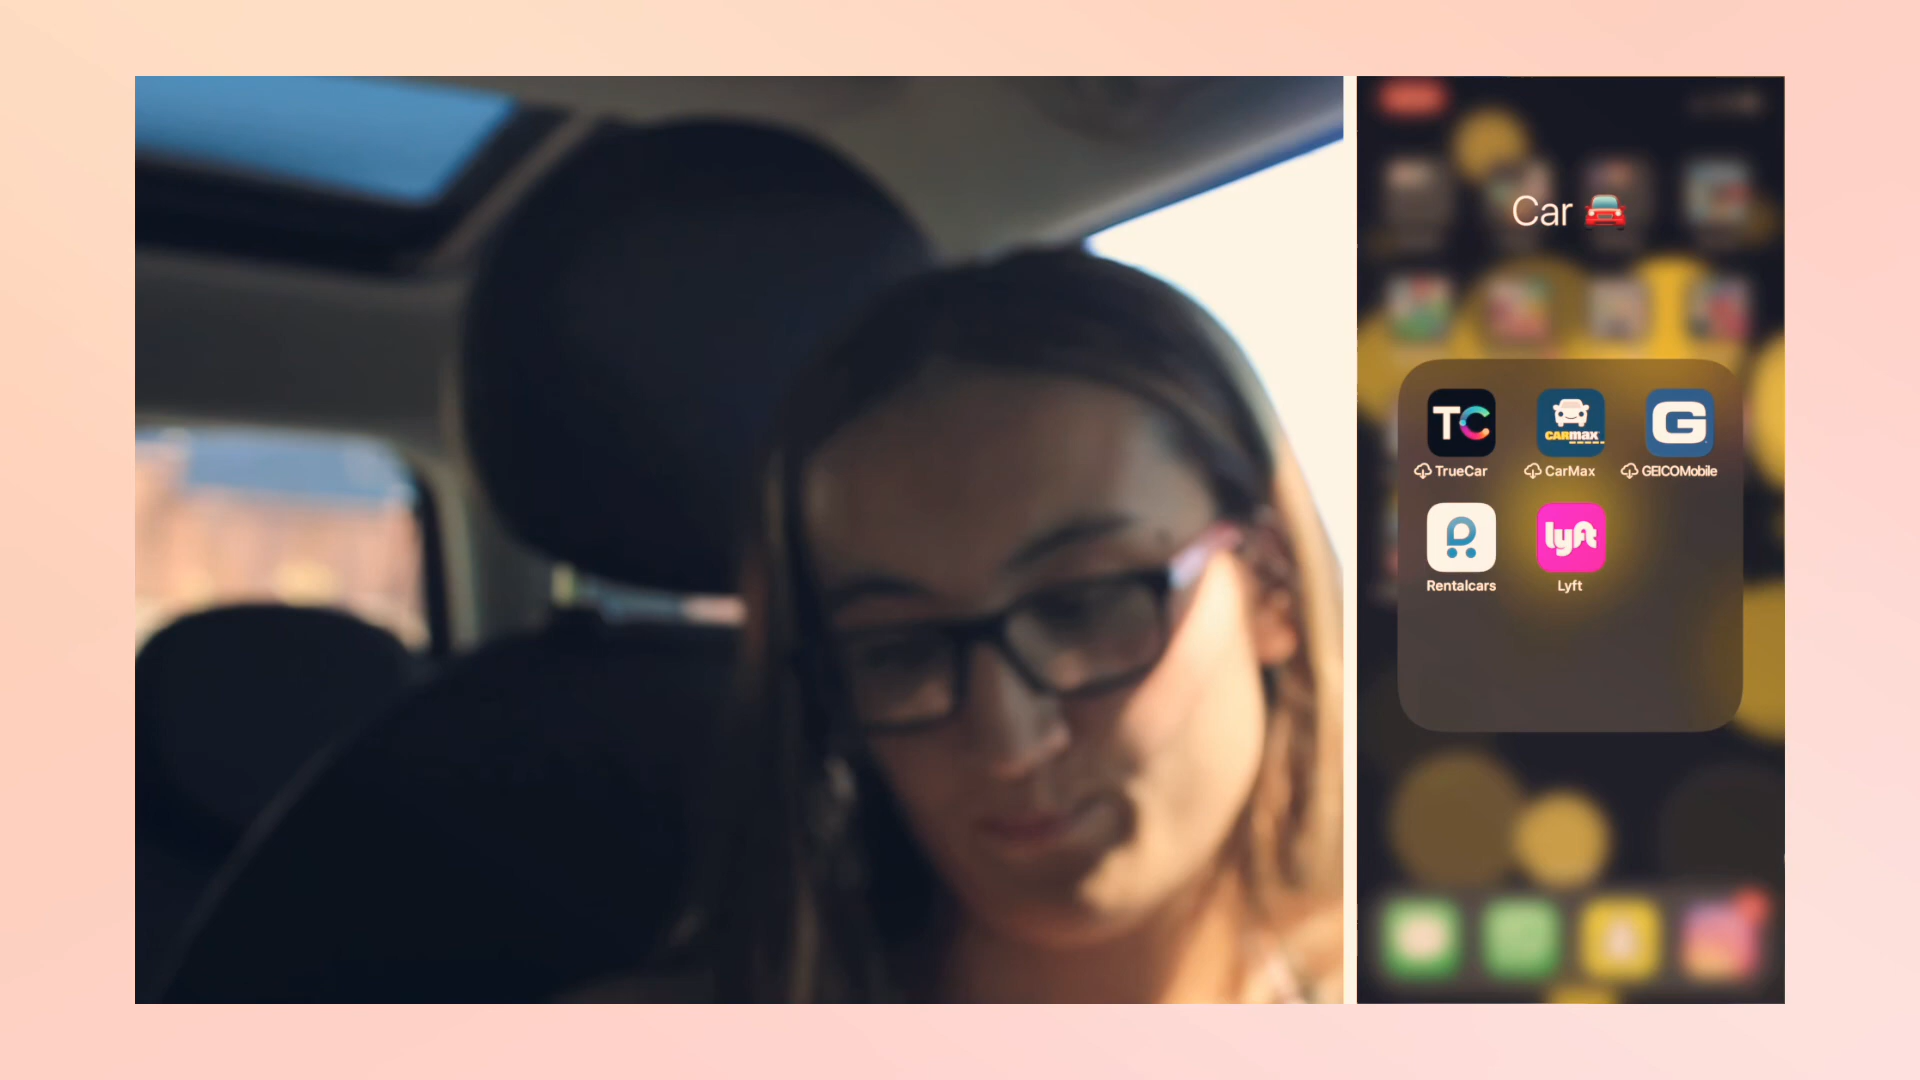 Car
TC
CARMAX
G
TrueCar
CarMax
GEICOMobile
lyft
Rentalcars
Lyft